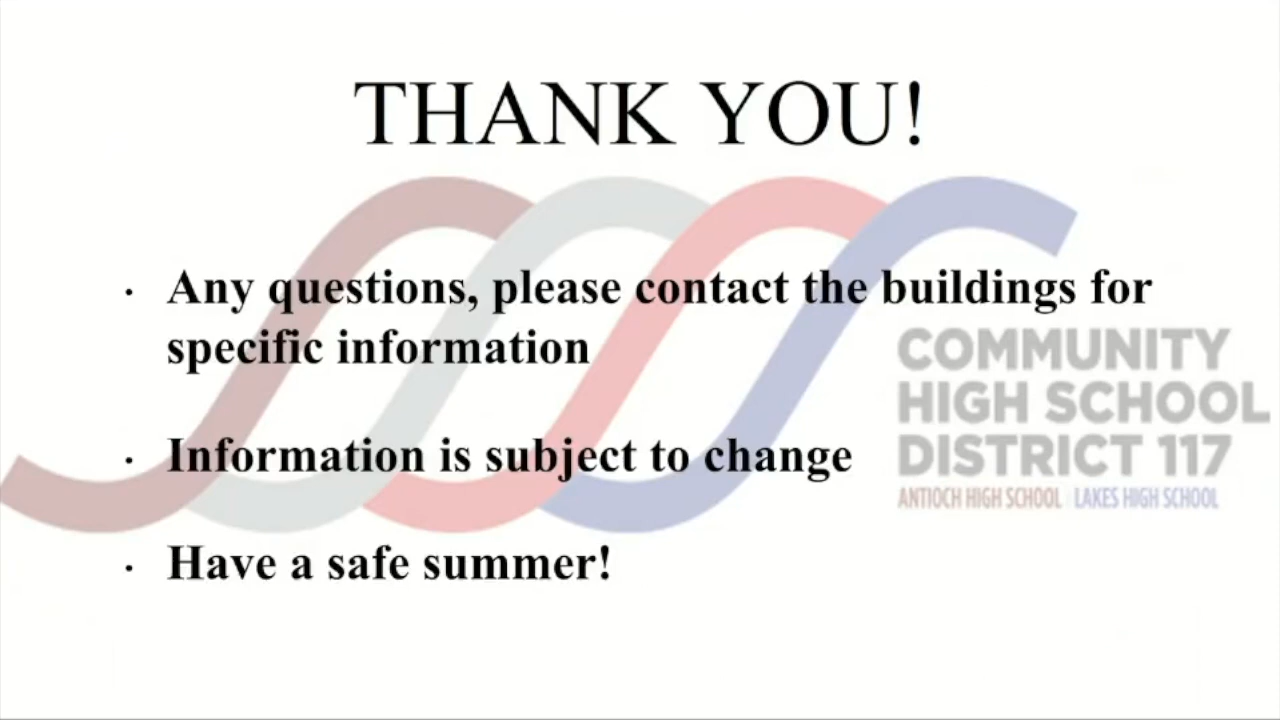 THANK YOU!
· Any questions, please contact the buildings for
specific information
· Information is subject to change
· Have a safe summer!
COMMUNITY
HIGH SCHOOL
DISTRICT 117
ANTIOCH HIGH SCHOOL | LAKES HIGH SCHOOL